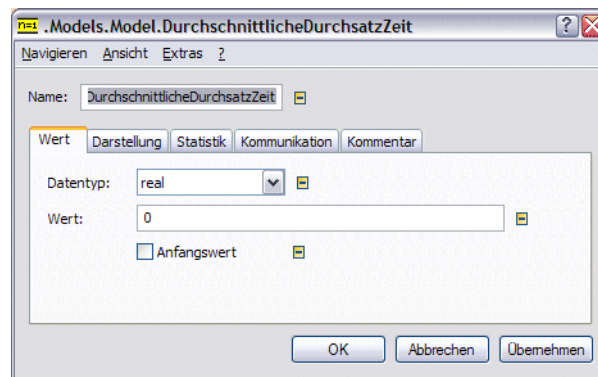 n=1 .Models.Model.DurchschnittlicheDurchsatzZeit ?
Navigieren Ansicht Extras ?
Name: DurchschnittlicheDurchsatzZeit
Wert Darstellung Statistik Kommunikation Kommentar
Datentyp: real
Wert: 0
Anfangswert
OK Abbrechen Übernehmen